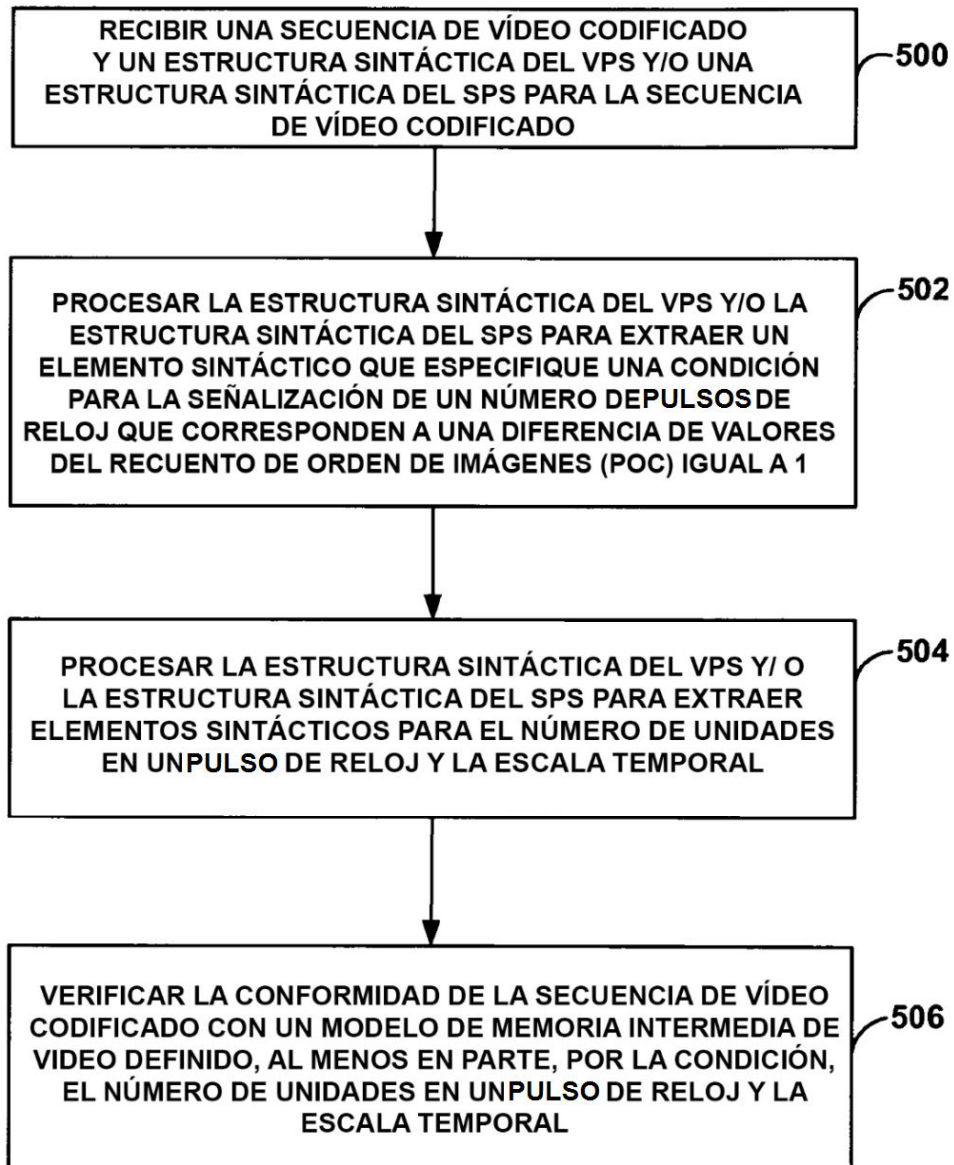 RECIBIR UNA SECUENCIA DE VÍDEO CODIFICADO
Y UN ESTRUCTURA SINTÁCTICA DEL VPS Y/O UNA
ESTRUCTURA SINTÁCTICA DEL SPS PARA LA SECUENCIA
DE VÍDEO CODIFICADO
500
PROCESAR LA ESTRUCTURA SINTÁCTICA DEL VPS Y/O LA
ESTRUCTURA SINTÁCTICA DEL SPS PARA EXTRAER UN
ELEMENTO SINTÁCTICO QUE ESPECIFIQUE UNA CONDICIÓN
PARA LA SEÑALIZACIÓN DE UN NÚMERO DEPULSOS DE
RELOJ QUE CORRESPONDEN A UNA DIFERENCIA DE VALORES
DEL RECUENTO DE ORDEN DE IMÁGENES (POC) IGUAL A 1
502
PROCESAR LA ESTRUCTURA SINTÁCTICA DEL VPS Y/ O
LA ESTRUCTURA SINTÁCTICA DEL SPS PARA EXTRAER
ELEMENTOS SINTÁCTICOS PARA EL NÚMERO DE UNIDADES
EN UNPULSO DE RELOJ Y LA ESCALA TEMPORAL
504
VERIFICAR LA CONFORMIDAD DE LA SECUENCIA DE VÍDEO
CODIFICADO CON UN MODELO DE MEMORIA INTERMEDIA DE
VIDEO DEFINIDO, AL MENOS EN PARTE, POR LA CONDICIÓN,
EL NÚMERO DE UNIDADES EN UNPULSO DE RELOJ Y LA
ESCALA TEMPORAL
506